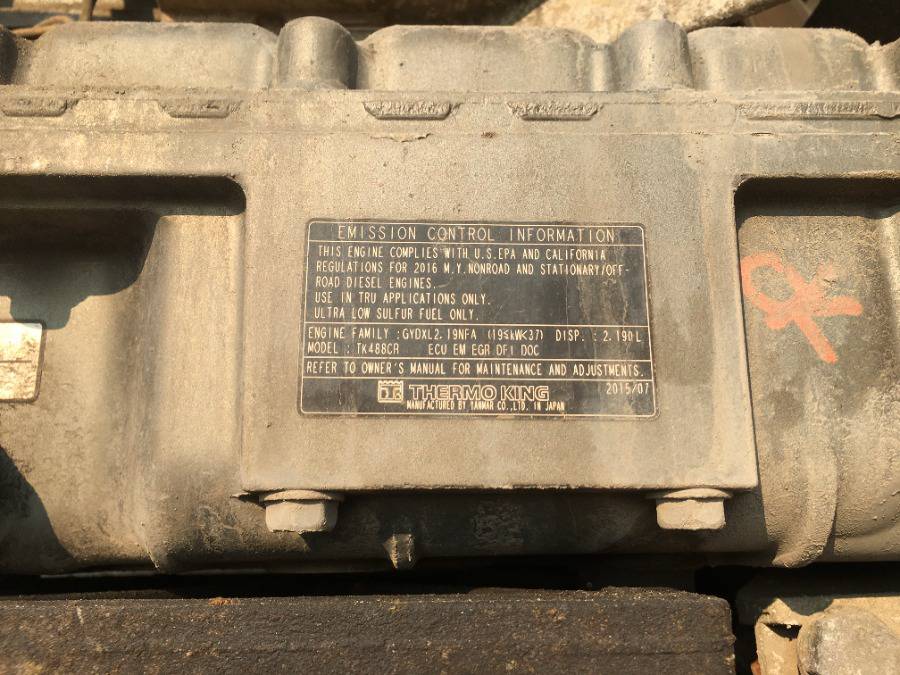 EMISSION CONTROL INFORMATION
THIS ENGINE COMPLIES WITH U.S.EPA AND CALIFORNIA
REGULATIONS FOR 2016 M.Y.NONROAD AND STATIONARY/OFF-
ROAD DIESEL ENGINES.
USE IN TRU APPLICATIONS ONLY.
ULTRA LOW SULFUR FUEL ONLY.
ENGINE FAMILY :GYDXL2.19NFA (19≤kW<37) DISP. : 2.190L
MODEL : TK488CR ECU EM EGR DFI DOC
REFER TO OWNER'S MANUAL FOR MAINTENANCE AND ADJUSTMENTS.
THERMO KING 2015/07
MANUFACTURED BY YANMAR CO.,LTD. IN JAPAN